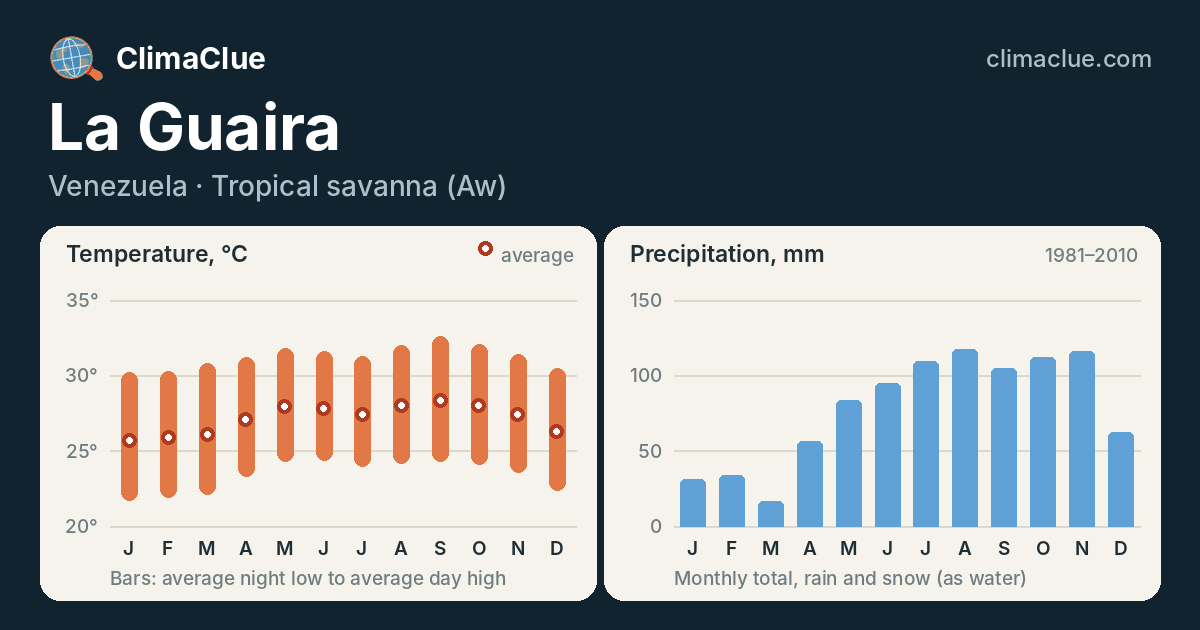 ClimaClue
climaclue.com
La Guaira
Venezuela · Tropical savanna (Aw)
Temperature, °C
average
35°
30°
25°
20°
J F M A M J J A S O N D
Bars: average night low to average day high
Precipitation, mm
1981–2010
150
100
50
0
J F M A M J J A S O N D
Monthly total, rain and snow (as water)